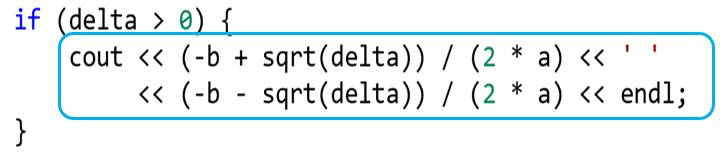 if (delta > 0) {
    cout << (-b + sqrt(delta)) / (2 * a) << ' '
         << (-b - sqrt(delta)) / (2 * a) << endl;
}